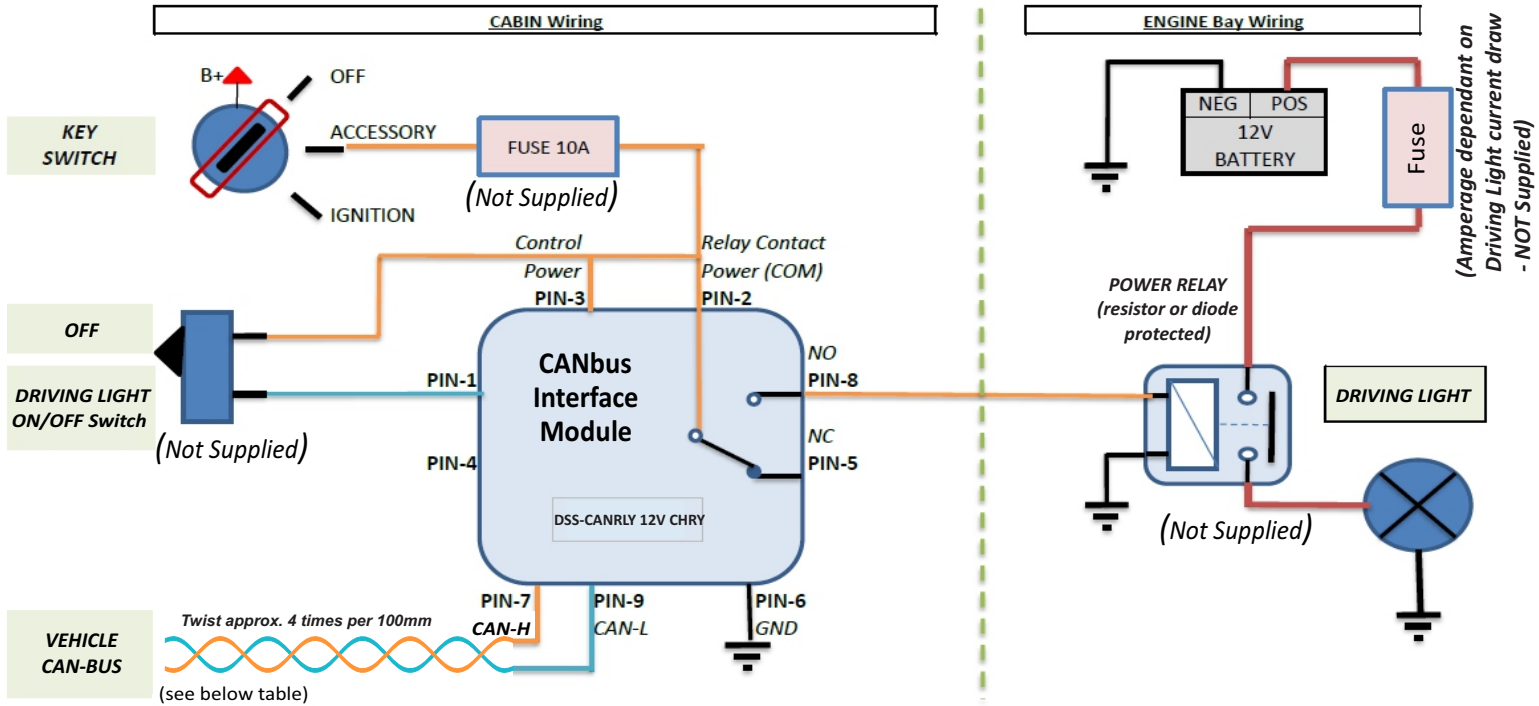 CABIN Wiring
ENGINE Bay Wiring
B+
OFF
ACCESSORY
IGNITION
KEY
SWITCH
FUSE 10A
(Not Supplied)
NEG POS
12V
BATTERY
Fuse
(Amperage dependant on
Driving Light current draw
- NOT Supplied)
Control
Power
PIN-3
Relay Contact
Power (COM)
PIN-2
OFF
DRIVING LIGHT
ON/OFF Switch
(Not Supplied)
PIN-1
PIN-4
CANbus
Interface
Module
DSS-CANRLY 12V CHRY
NO
PIN-8
NC
PIN-5
POWER RELAY
(resistor or diode
protected)
(Not Supplied)
DRIVING LIGHT
PIN-7
CAN-H
PIN-9
CAN-L
PIN-6
GND
VEHICLE
CAN-BUS
Twist approx. 4 times per 100mm
(see below table)